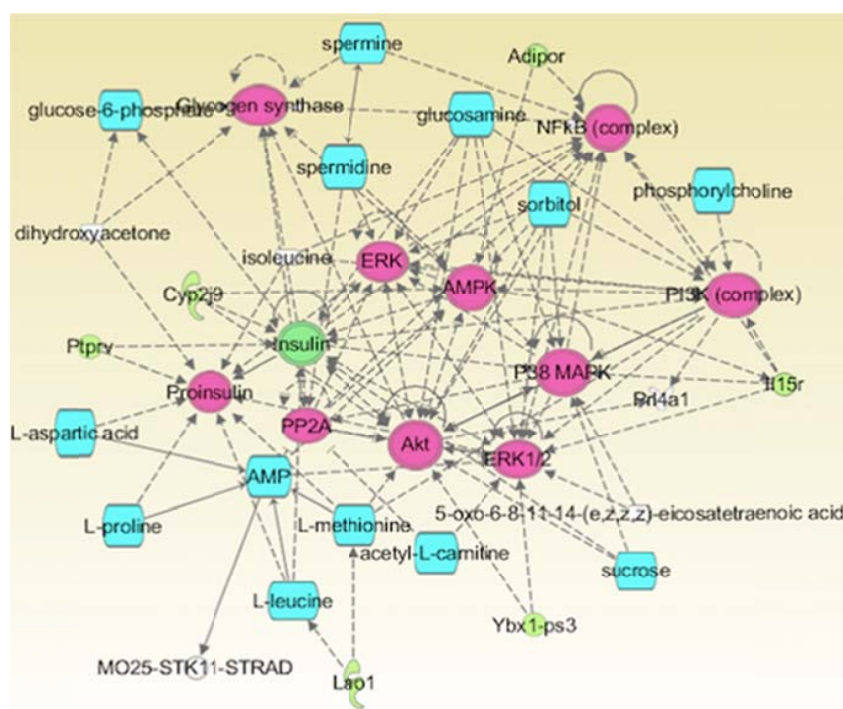 spermine
Adipor
glucose-6-phosphate
Glycogen synthase
glucosamine
NFkB (complex)
spermidine
phosphorylcholine
sorbitol
dihydroxyacetone
isoleucine
ERK
AMPK
Cyp2j9
PI3K (complex)
Insulin
Ptprv
P38 MAPK
Il15r
Proinsulin
Prl4a1
PP2A
L-aspartic acid
Akt
ERK1/2
AMP
L-proline
L-methionine
5-oxo-6-8-11-14-(e,z,z,z)-eicosatetraenoic acid
acetyl-L-carnitine
sucrose
L-leucine
Ybx1-ps3
MO25-STK11-STRAD
Lao1